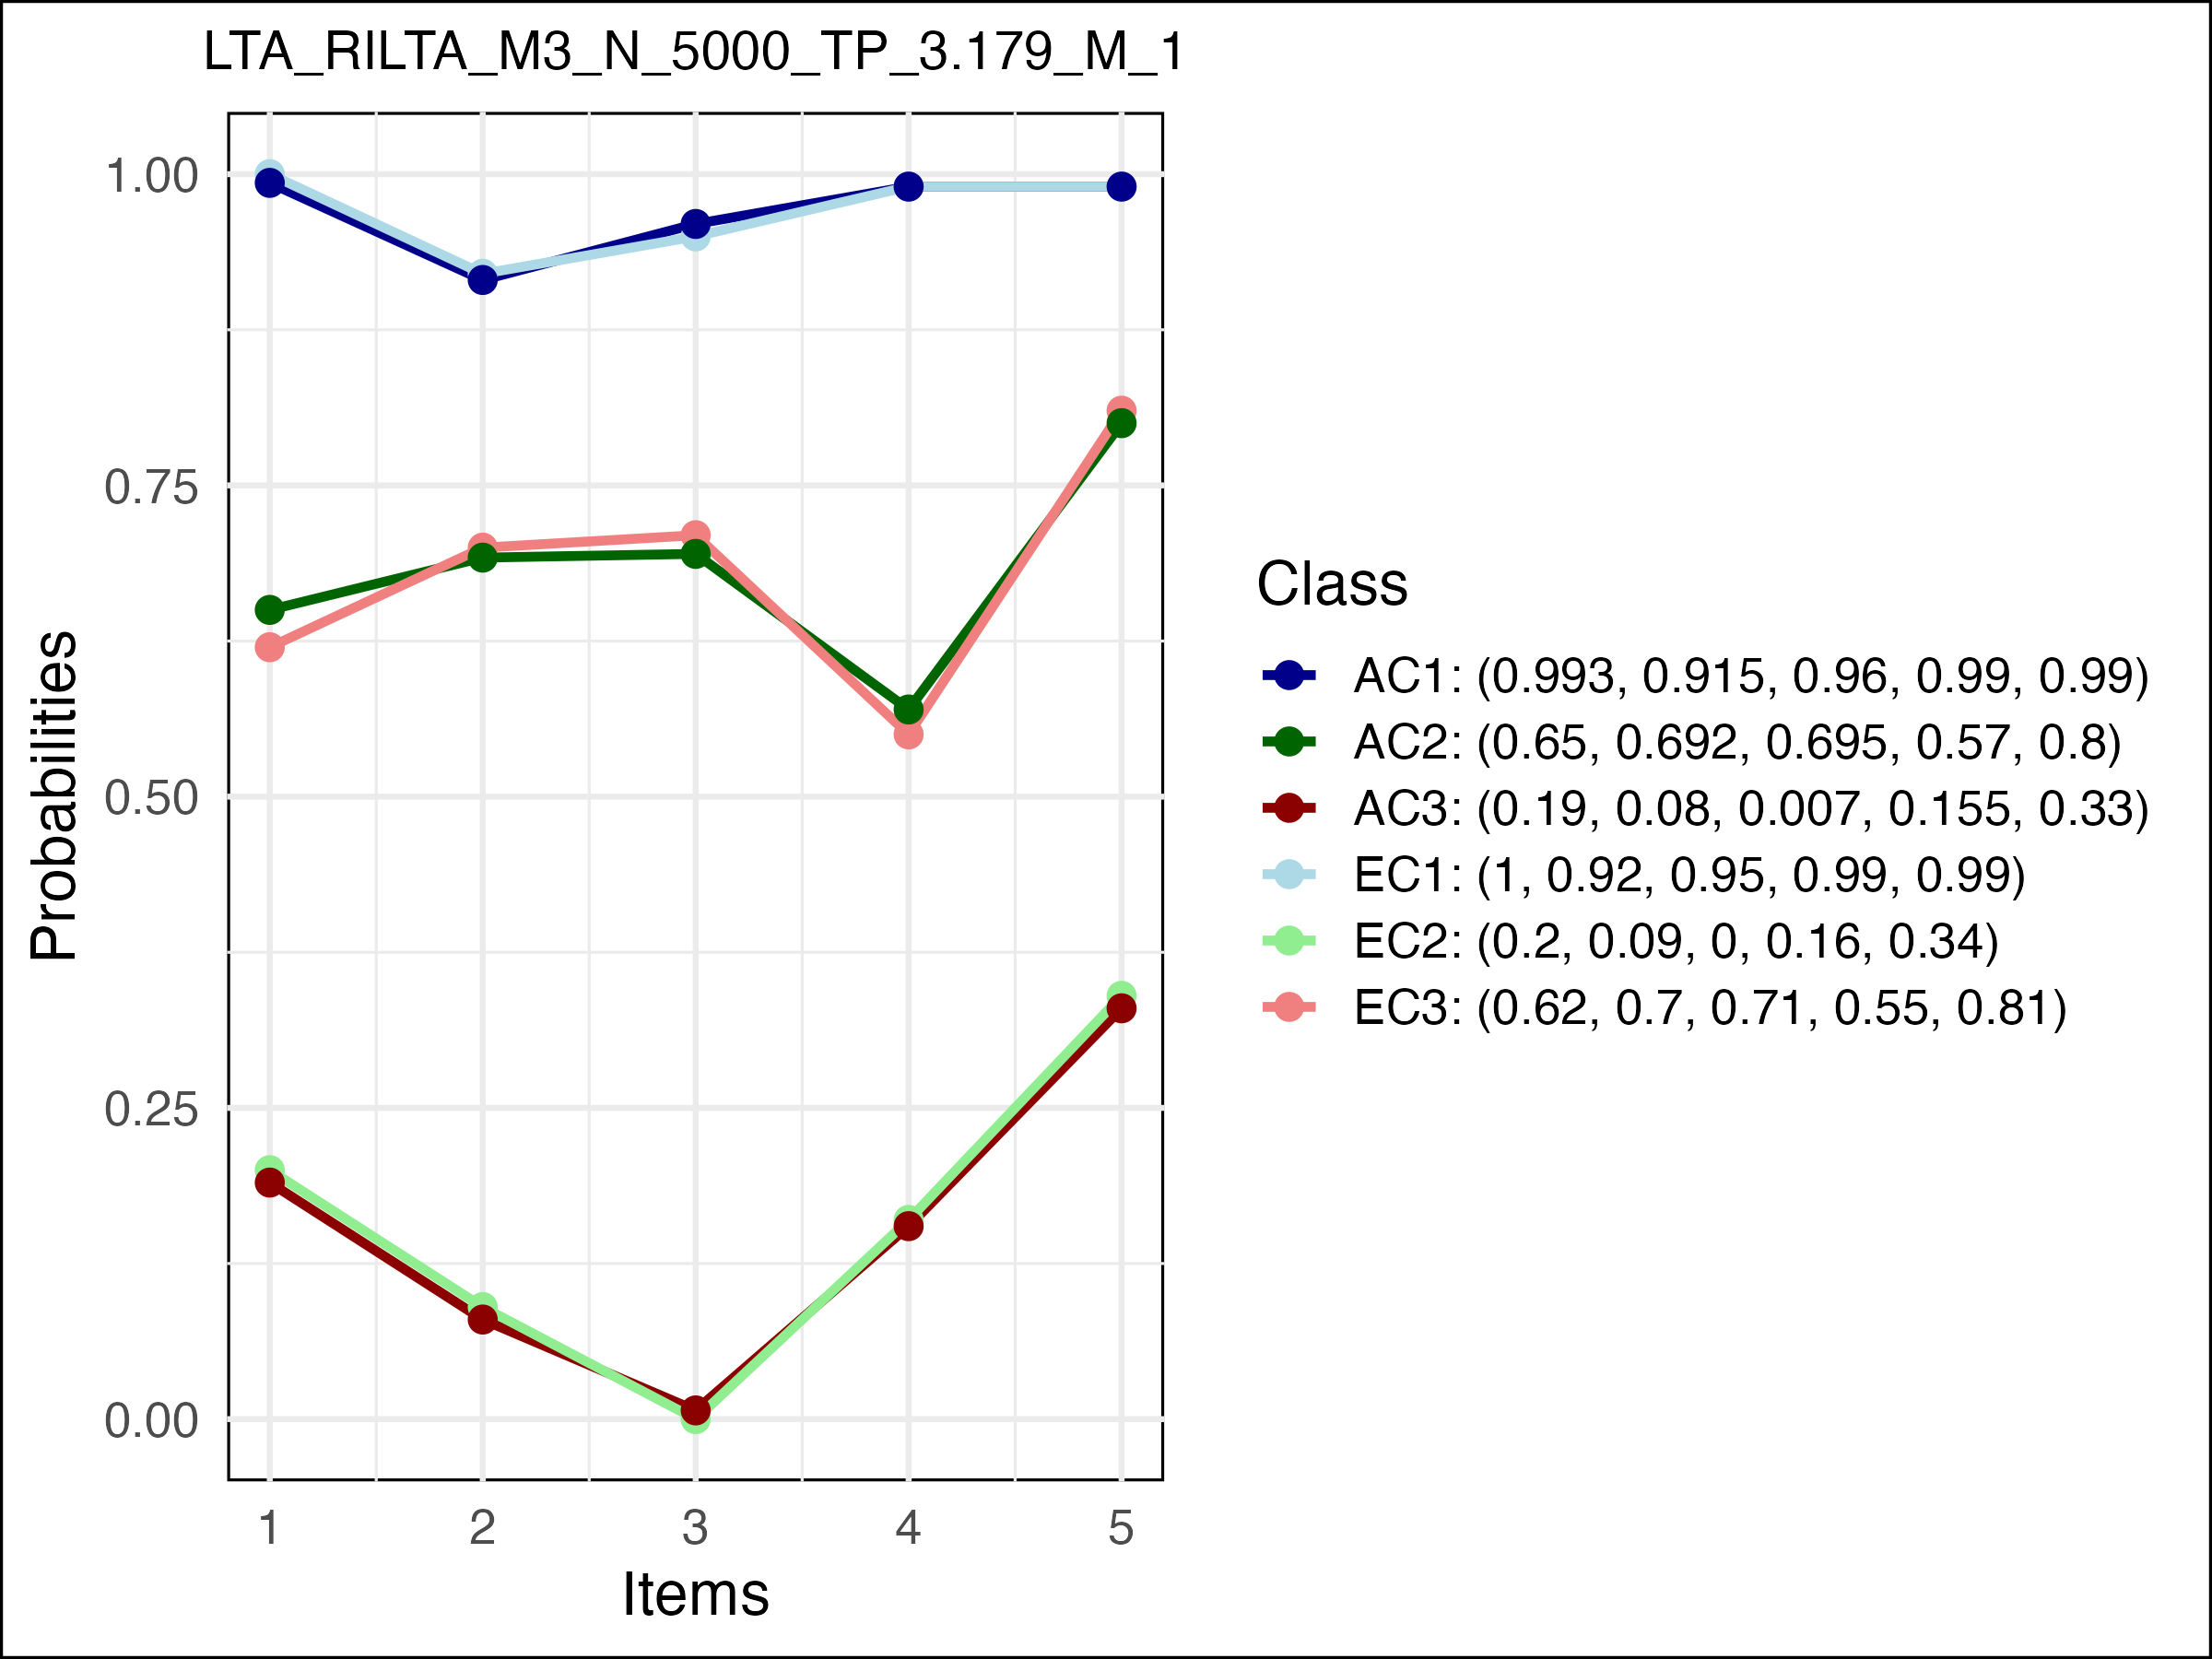 LTA_RILTA_M3_N_5000_TP_3.179_M_1
1.00
0.75
0.50
0.25
0.00
Probabilities
1 2 3 4 5
Items
Class
AC1: (0.993, 0.915, 0.96, 0.99, 0.99)
AC2: (0.65, 0.692, 0.695, 0.57, 0.8)
AC3: (0.19, 0.08, 0.007, 0.155, 0.33)
EC1: (1, 0.92, 0.95, 0.99, 0.99)
EC2: (0.2, 0.09, 0, 0.16, 0.34)
EC3: (0.62, 0.7, 0.71, 0.55, 0.81)